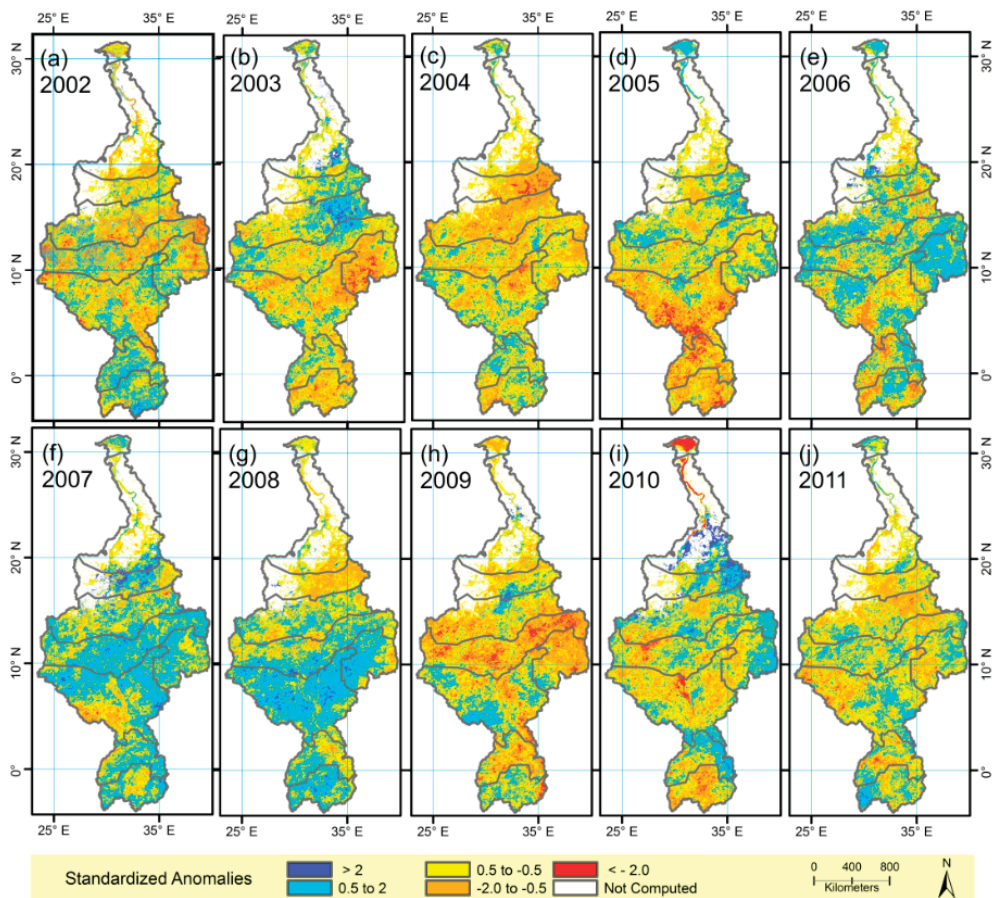 25° E 35° E 25° E 35° E 25° E 35° E 25° E 35° E 25° E 35° E
30° N 20° N 10° N 0°
(a)
2002
(b)
2003
(c)
2004
(d)
2005
(e)
2006
30° N 20° N 10° N 0°
30° N 20° N 10° N 0°
(f)
2007
(g)
2008
(h)
2009
(i)
2010
(j)
2011
30° N 20° N 10° N 0°
25° E 35° E 25° E 35° E 25° E 35° E 25° E 35° E 25° E 35° E
Standardized Anomalies
> 2
0.5 to 2
0.5 to -0.5
-2.0 to -0.5
< - 2.0
Not Computed
0 400 800
Kilometers
N